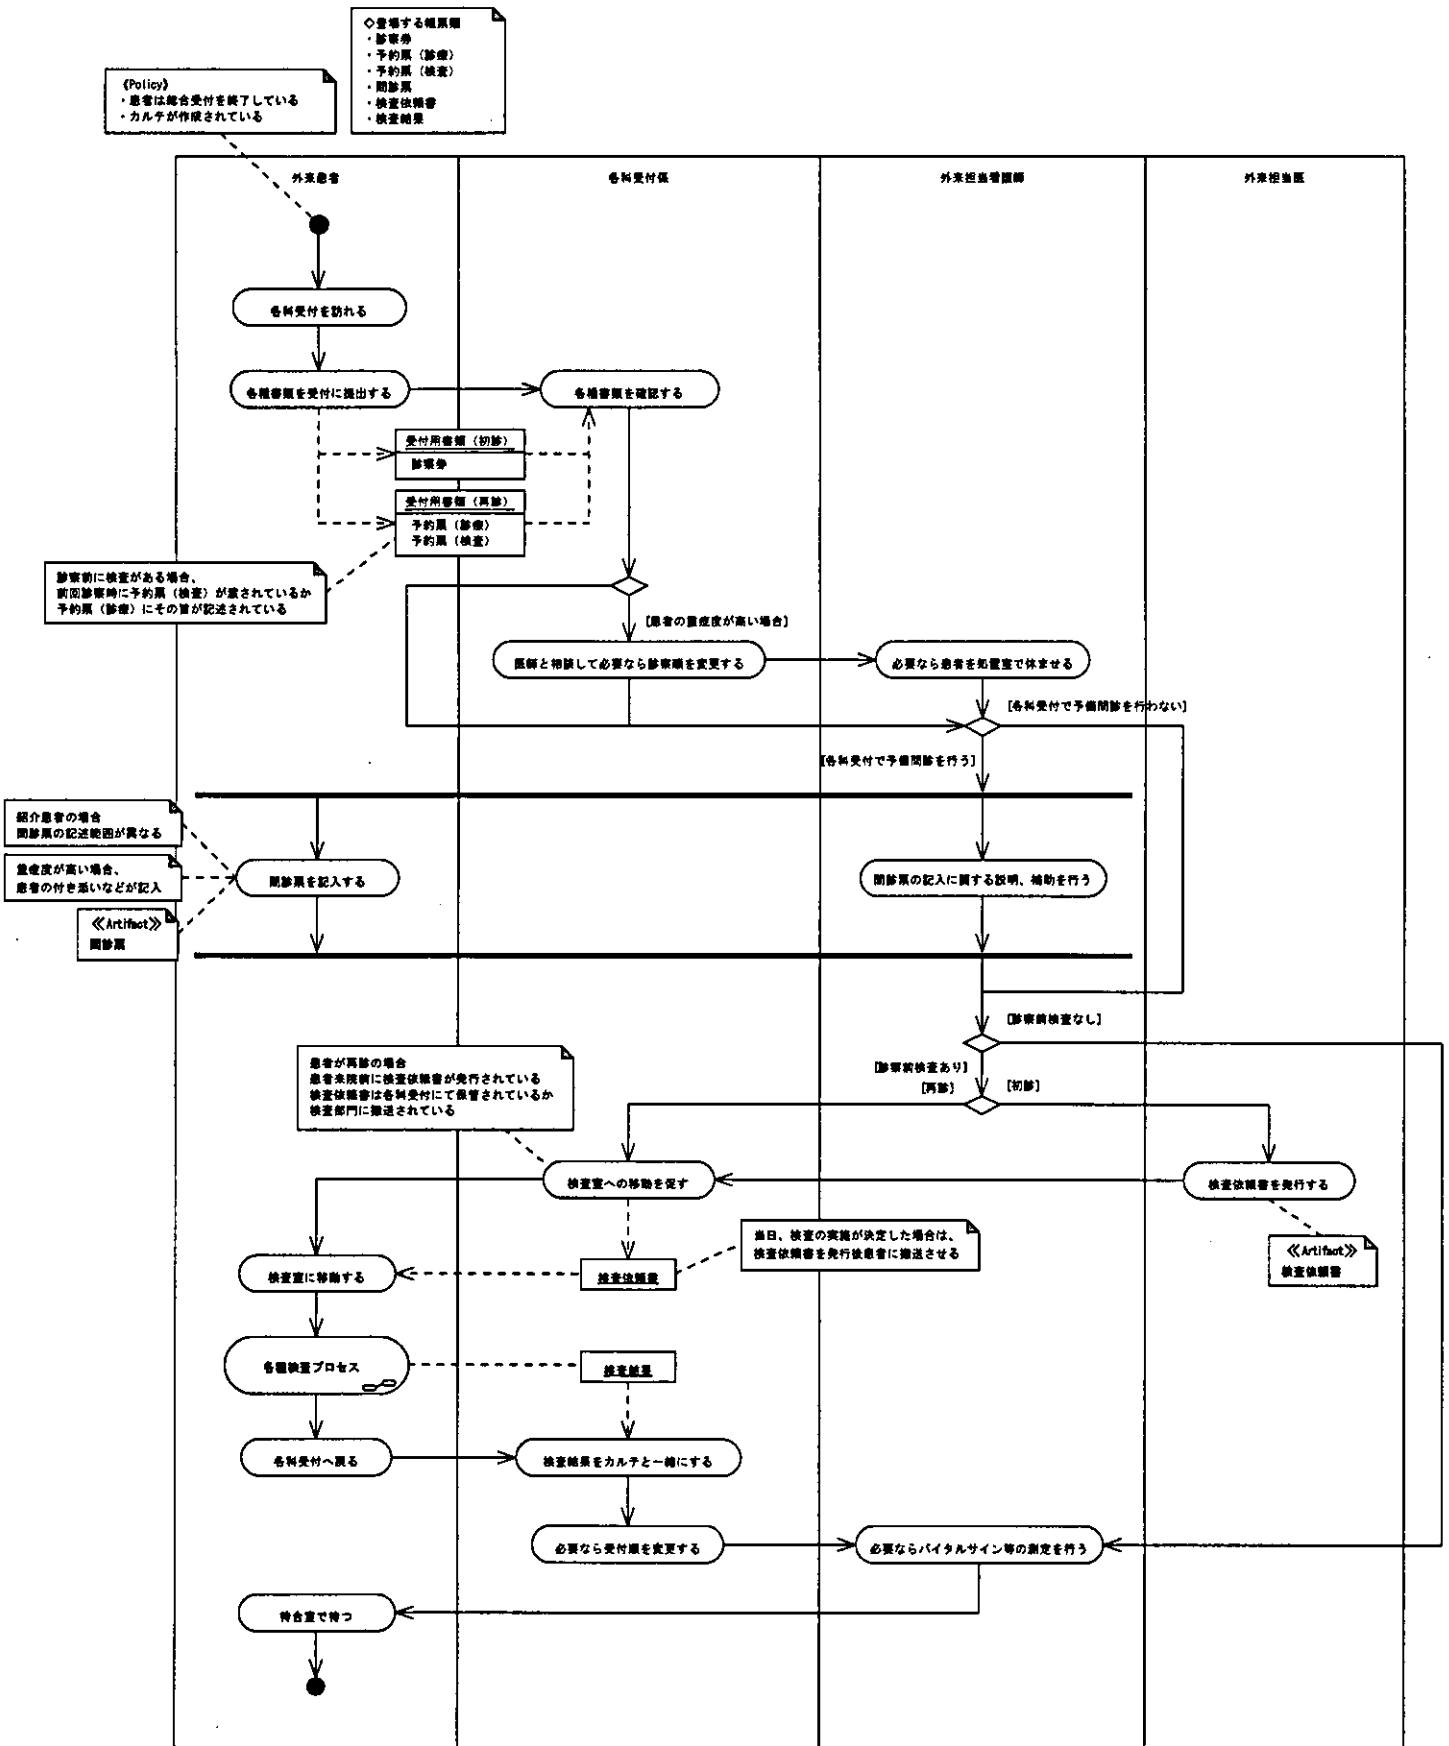 ◇登場する帳票類
・診察券
・予約票（診療）
・予約票（検査）
・問診票
・検査依頼書
・検査結果
《Policy》
・患者は総合受付を終了している
・カルテが作成されている
外来患者
各科受付係
外来担当看護師
外来担当医
各科受付を訪れる
各種書類を受付に提出する
各種書類を確認する
受付用書類（初診）
診察券
受付用書類（再診）
予約票（診療）
予約票（検査）
診察前に検査がある場合、
前回診察時に予約票（検査）が渡されているか
予約票（診療）にその旨が記述されている
[患者の重症度が高い場合]
医師と相談して必要なら診察順を変更する
必要なら患者を処置室で休ませる
[各科受付で予備問診を行わない]
[各科受付で予備問診を行う]
紹介患者の場合
問診票の記述範囲が異なる
重症度が高い場合、
患者の付き添いなどが記入
≪Artifact≫
問診票
問診票を記入する
問診票の記入に関する説明、補助を行う
[診察前検査なし]
[診察前検査あり]
[再診]
[初診]
患者が再診の場合
患者来院前に検査依頼書が発行されている
検査依頼書は各科受付にて保管されているか
検査部門に搬送されている
検査室への移動を促す
検査依頼書を発行する
当日、検査の実施が決定した場合は、
検査依頼書を発行後患者に搬送させる
≪Artifact≫
検査依頼書
検査室に移動する
検査依頼書
各種検査プロセス
検査結果
各科受付へ戻る
検査結果をカルテと一緒にする
必要なら受付順を変更する
必要ならバイタルサイン等の測定を行う
待合室で待つ